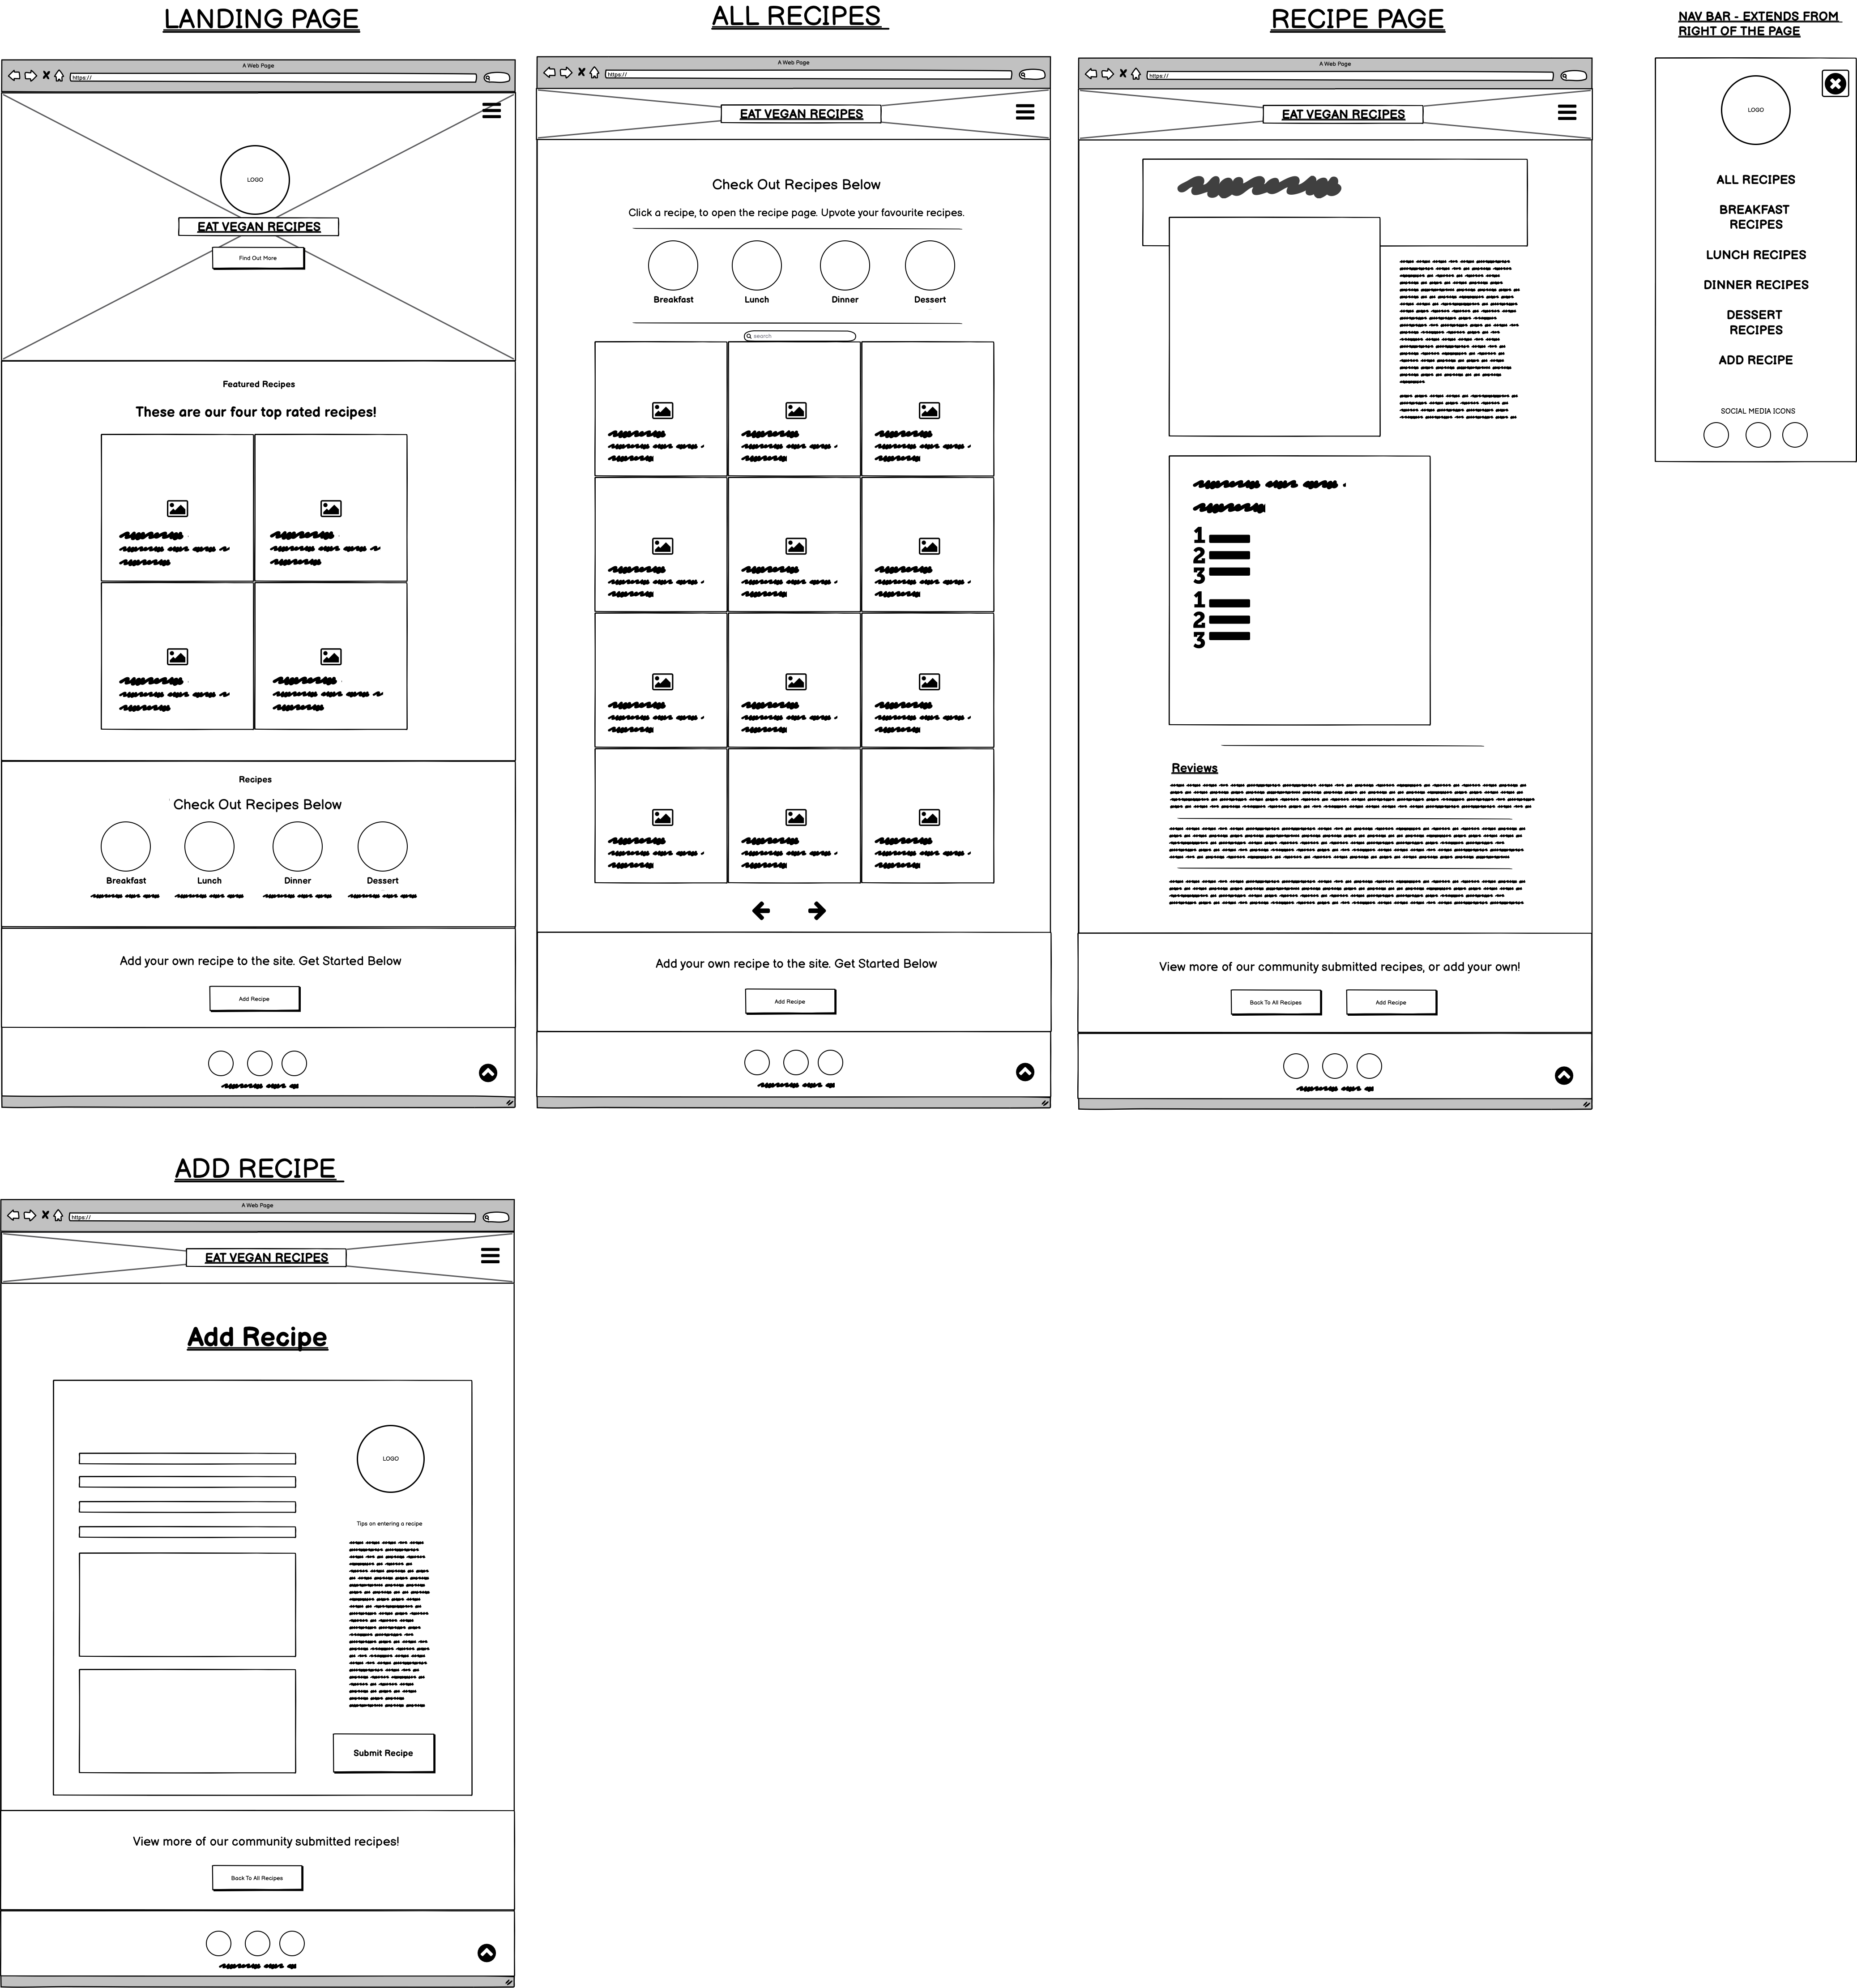 LANDING PAGE
A Web Page
https://
LOGO
EAT VEGAN RECIPES
Find Out More
Featured Recipes
These are our four top rated recipes!
Recipes
Check Out Recipes Below
Breakfast Lunch Dinner Dessert
Add your own recipe to the site. Get Started Below
Add Recipe
ALL RECIPES
A Web Page
https://
EAT VEGAN RECIPES
Check Out Recipes Below
Click a recipe, to open the recipe page. Upvote your favourite recipes.
Breakfast Lunch Dinner Dessert
search
Add your own recipe to the site. Get Started Below
Add Recipe
RECIPE PAGE
A Web Page
https://
EAT VEGAN RECIPES
1
2
3
1
2
3
Reviews
View more of our community submitted recipes, or add your own!
Back To All Recipes Add Recipe
NAV BAR - EXTENDS FROM
RIGHT OF THE PAGE
LOGO
ALL RECIPES
BREAKFAST
RECIPES
LUNCH RECIPES
DINNER RECIPES
DESSERT
RECIPES
ADD RECIPE
SOCIAL MEDIA ICONS
ADD RECIPE
A Web Page
https://
EAT VEGAN RECIPES
Add Recipe
LOGO
Tips on entering a recipe
Submit Recipe
View more of our community submitted recipes!
Back To All Recipes